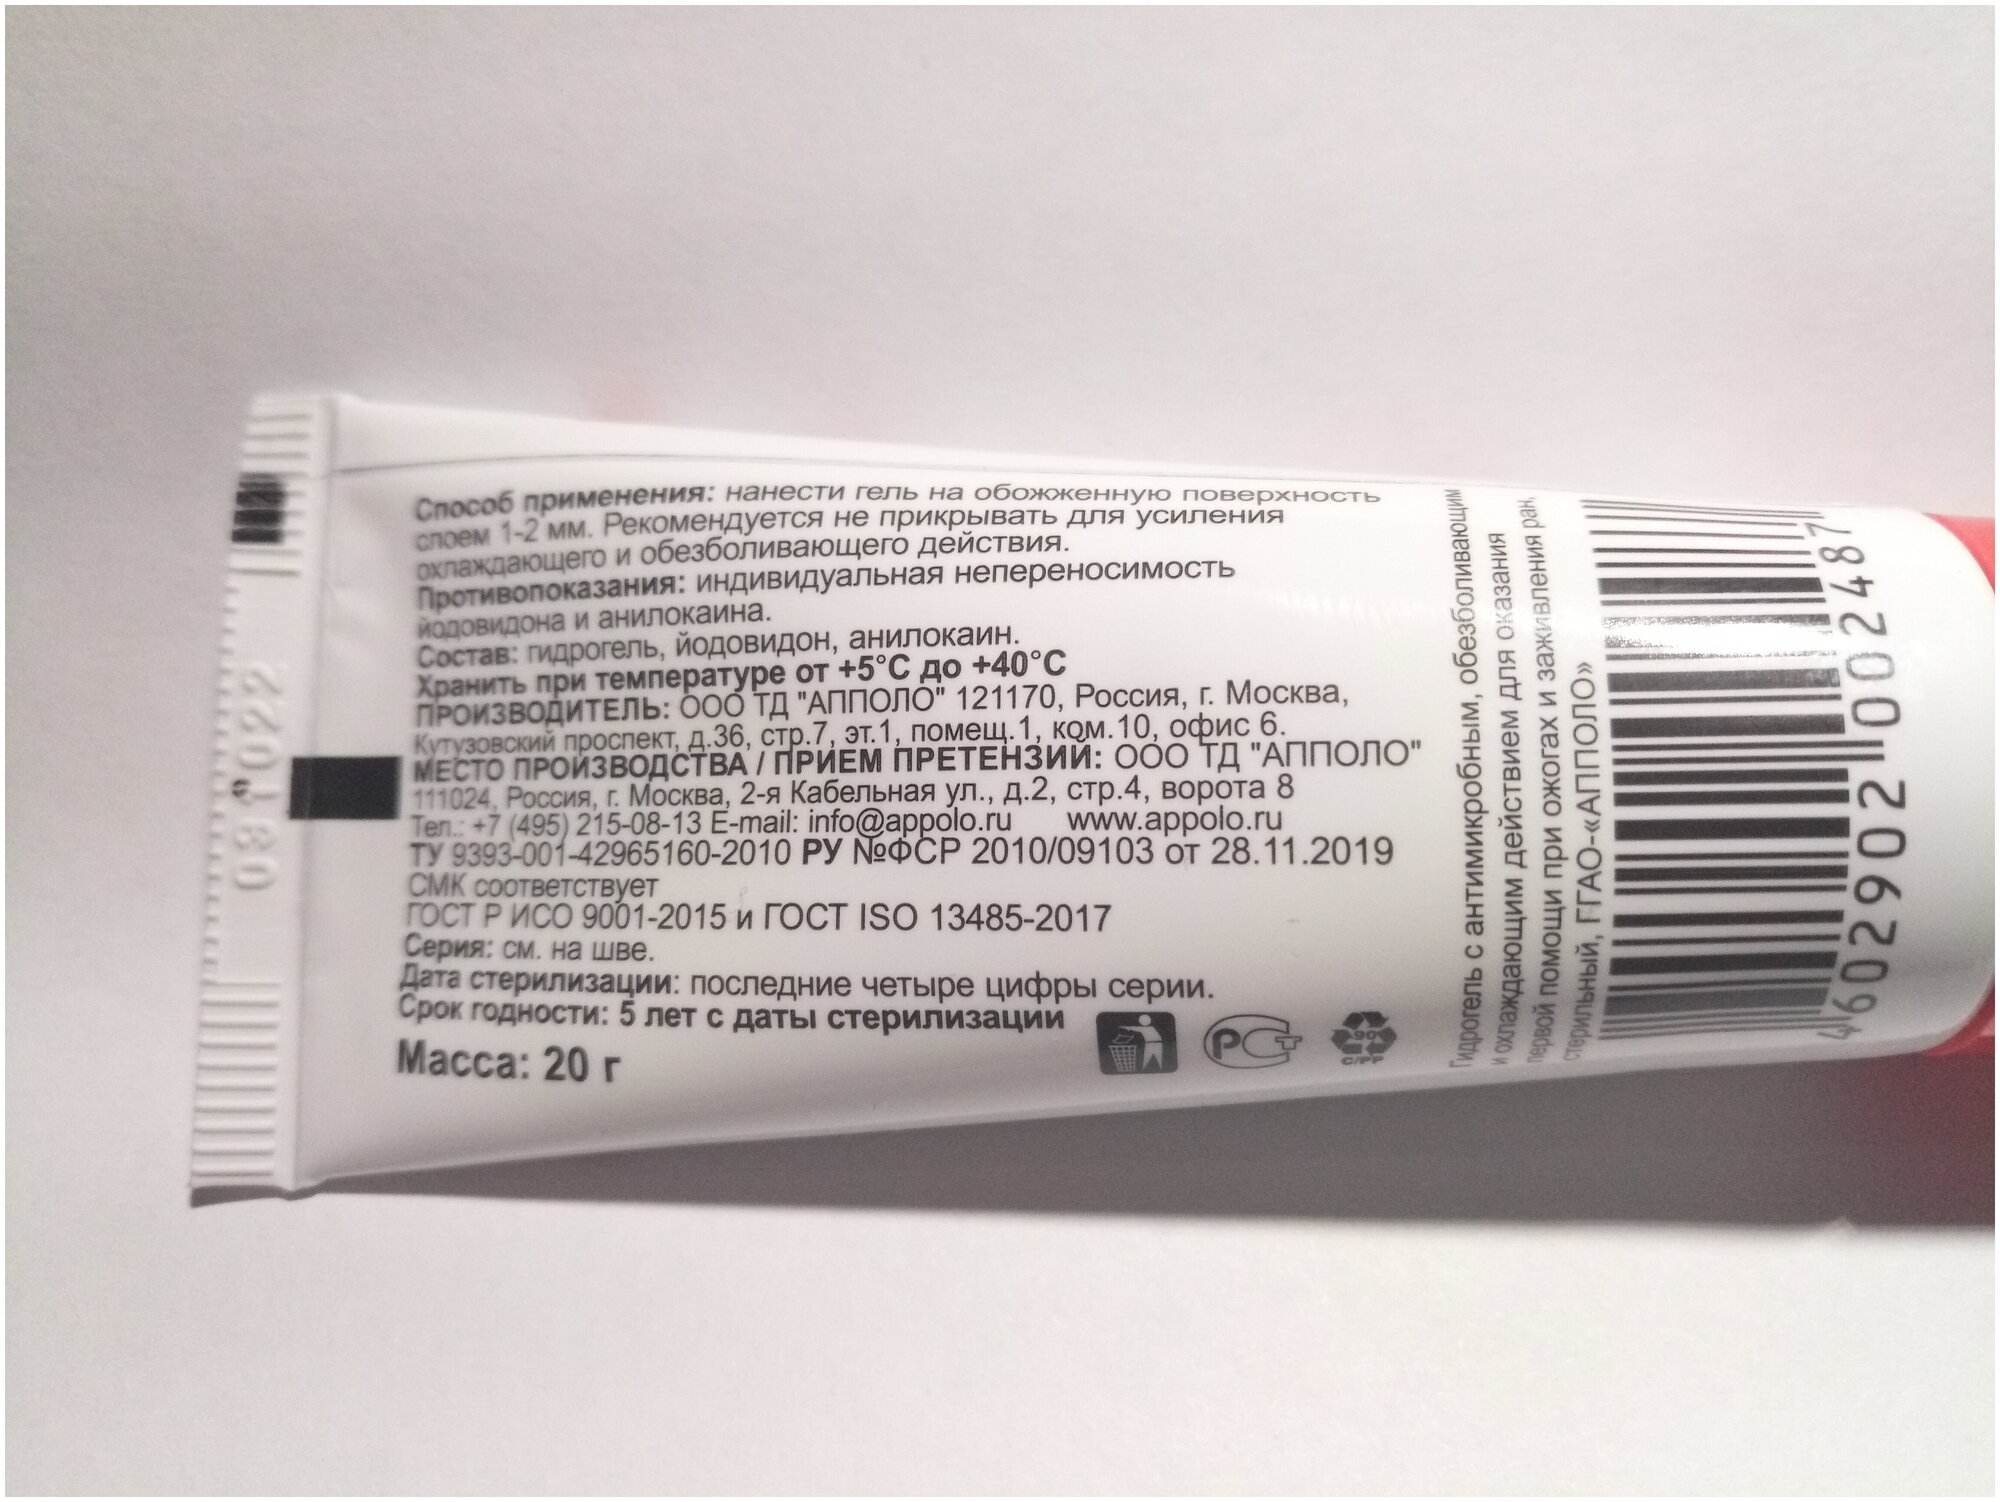 Способ применения: нанести гель на обожженную поверхность
слоем 1-2 мм. Рекомендуется не прикрывать для усиления
охлаждающего и обезболивающего действия.
Противопоказания: индивидуальная непереносимость
йодовидона и анилокаина.
Состав: гидрогель, йодовидон, анилокаин.
Хранить при температуре от +5°С до +40°С
ПРОИЗВОДИТЕЛЬ: ООО ТД "АППОЛО" 121170, Россия, г. Москва,
Кутузовский проспект, д.36, стр.7, эт.1, помещ.1, ком.10, офис 6.
МЕСТО ПРОИЗВОДСТВА / ПРИЕМ ПРЕТЕНЗИЙ: ООО ТД "АППОЛО"
111024, Россия, г. Москва, 2-я Кабельная ул., д.2, стр.4, ворота 8
Тел.: +7 (495) 215-08-13 E-mail: info@appolo.ru www.appolo.ru
ТУ 9393-001-42965160-2010 РУ №ФСР 2010/09103 от 28.11.2019
СМК соответствует
ГОСТ Р ИСО 9001-2015 и ГОСТ ISO 13485-2017
Серия: см. на шве.
Дата стерилизации: последние четыре цифры серии.
Срок годности: 5 лет с даты стерилизации
Масса: 20 г
РСТ
90
C/PP
Гидрогель с антимикробным, обезболивающим
и охлаждающим действием для оказания
первой помощи при ожогах и заживления ран,
стерильный, ГГАО-«АППОЛО»
4602902002487
031022